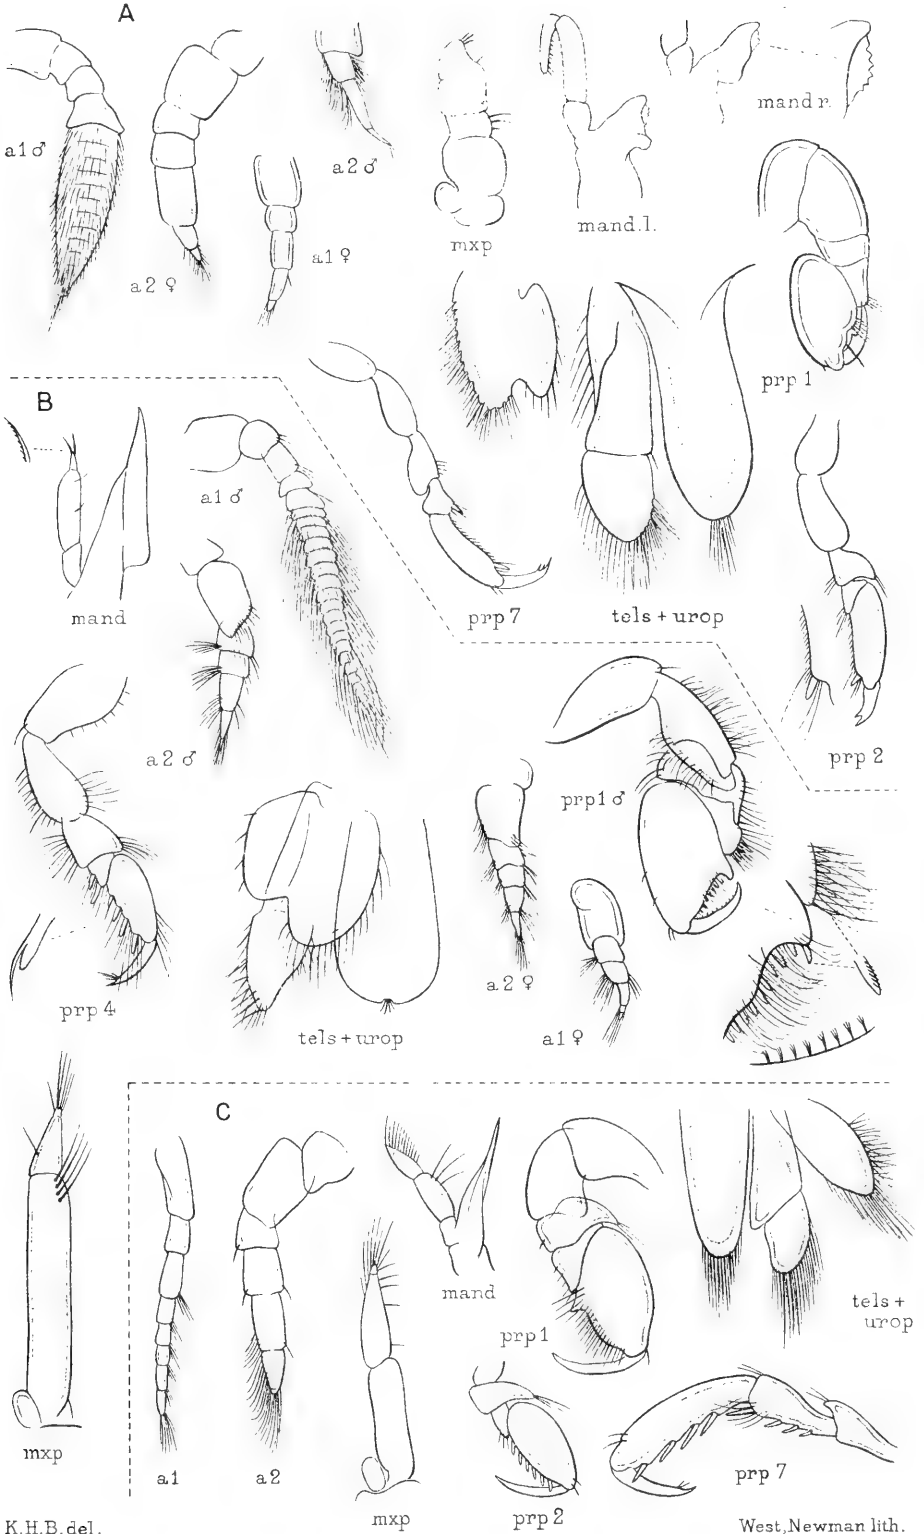 A
a1♂
a2♀
a1♀
a2♂
mxp
mand.l.
mand r.
prp 1
prp 7
tels + urop
prp 2
B
mand
a1♂
a2♂
prp 4
tels + urop
a2♀
a1♀
prp1♂
mxp
C
a1
a2
mxp
mand
prp1
prp 2
tels +
urop
prp 7
K.H.B. del.
West, Newman lith.